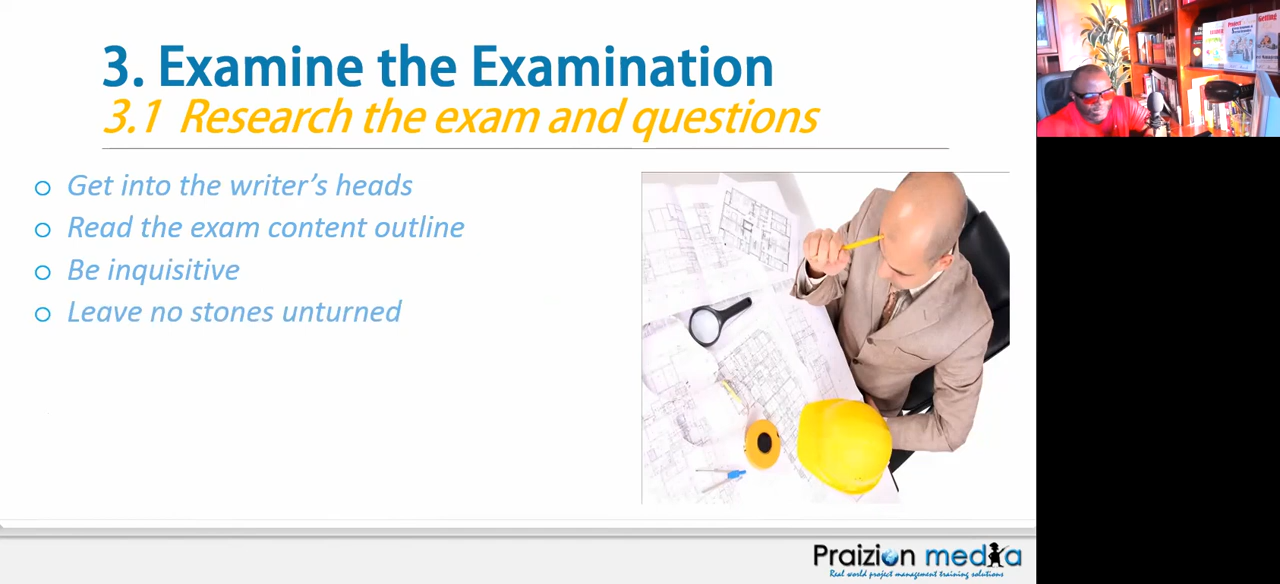 3. Examine the Examination
3.1 Research the exam and questions
Get into the writer's heads
Read the exam content outline
Be inquisitive
Leave no stones unturned
Praizion media
Real world project management training solutions